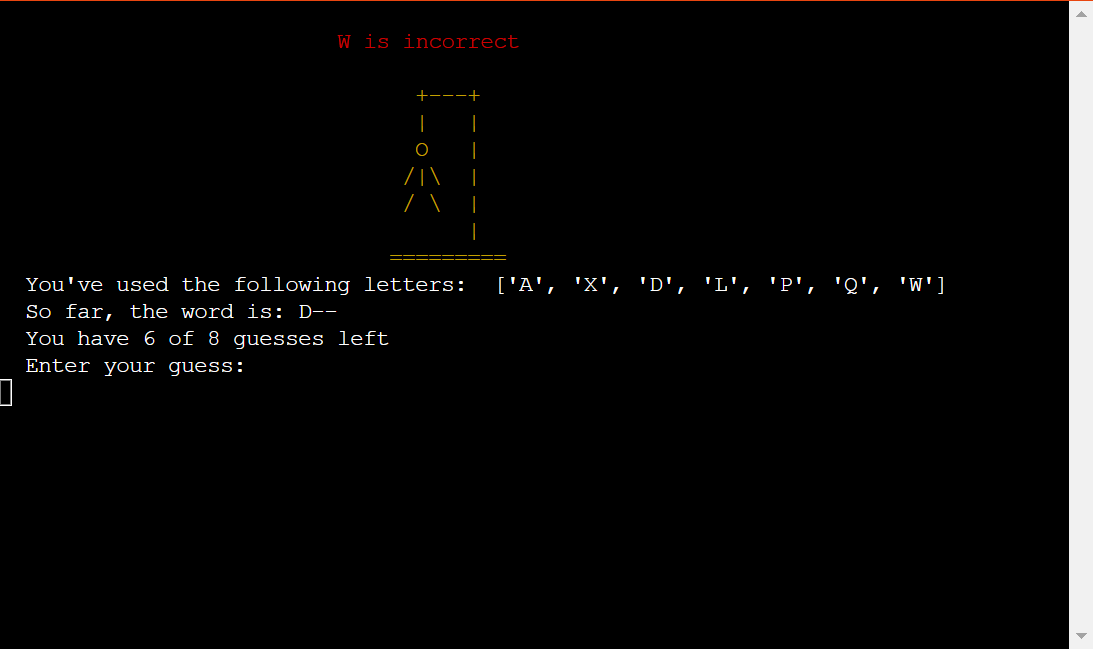 W is incorrect
+---+
|   |
O   |
/|\  |
/ \  |
|
=========
You've used the following letters:  ['A', 'X', 'D', 'L', 'P', 'Q', 'W']
So far, the word is: D--
You have 6 of 8 guesses left
Enter your guess: